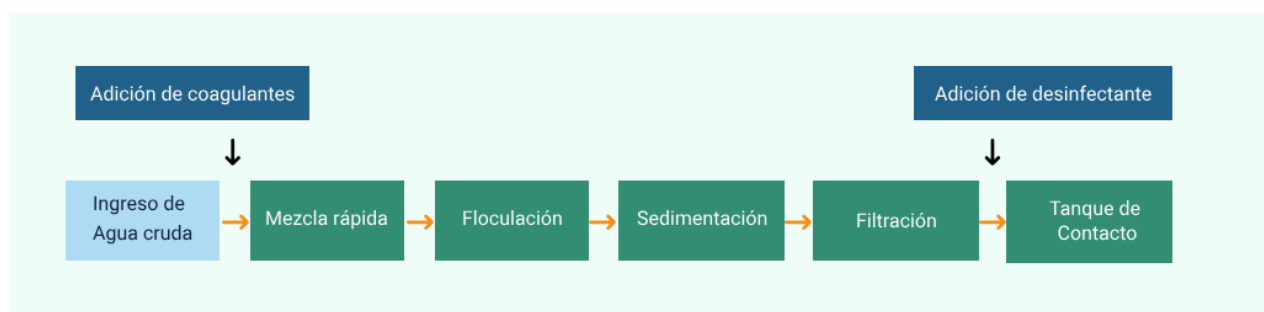 Adición de coagulantes
Adición de desinfectante
Ingreso de
Agua cruda
Mezcla rápida
Floculación
Sedimentación
Filtración
Tanque de
Contacto